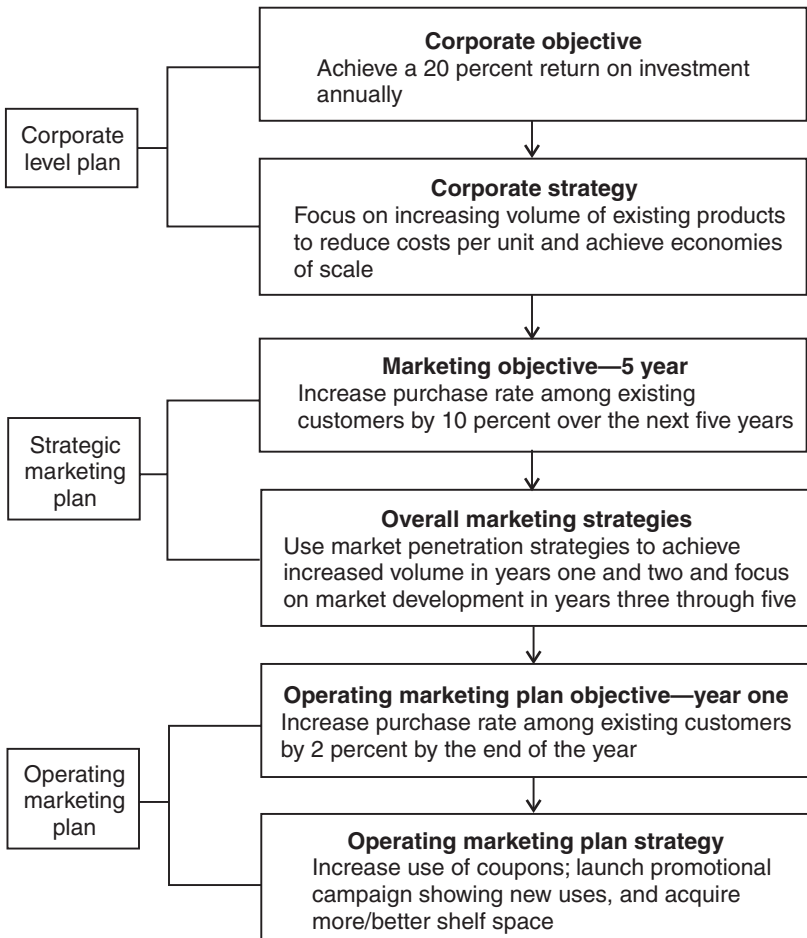 Corporate objective
Achieve a 20 percent return on investment
annually
Corporate
level plan
Corporate strategy
Focus on increasing volume of existing products
to reduce costs per unit and achieve economies
of scale
Marketing objective—5 year
Increase purchase rate among existing
customers by 10 percent over the next five years
Strategic
marketing
plan
Overall marketing strategies
Use market penetration strategies to achieve
increased volume in years one and two and focus
on market development in years three through five
Operating marketing plan objective—year one
Increase purchase rate among existing customers
by 2 percent by the end of the year
Operating
marketing
plan
Operating marketing plan strategy
Increase use of coupons; launch promotional
campaign showing new uses, and acquire
more/better shelf space